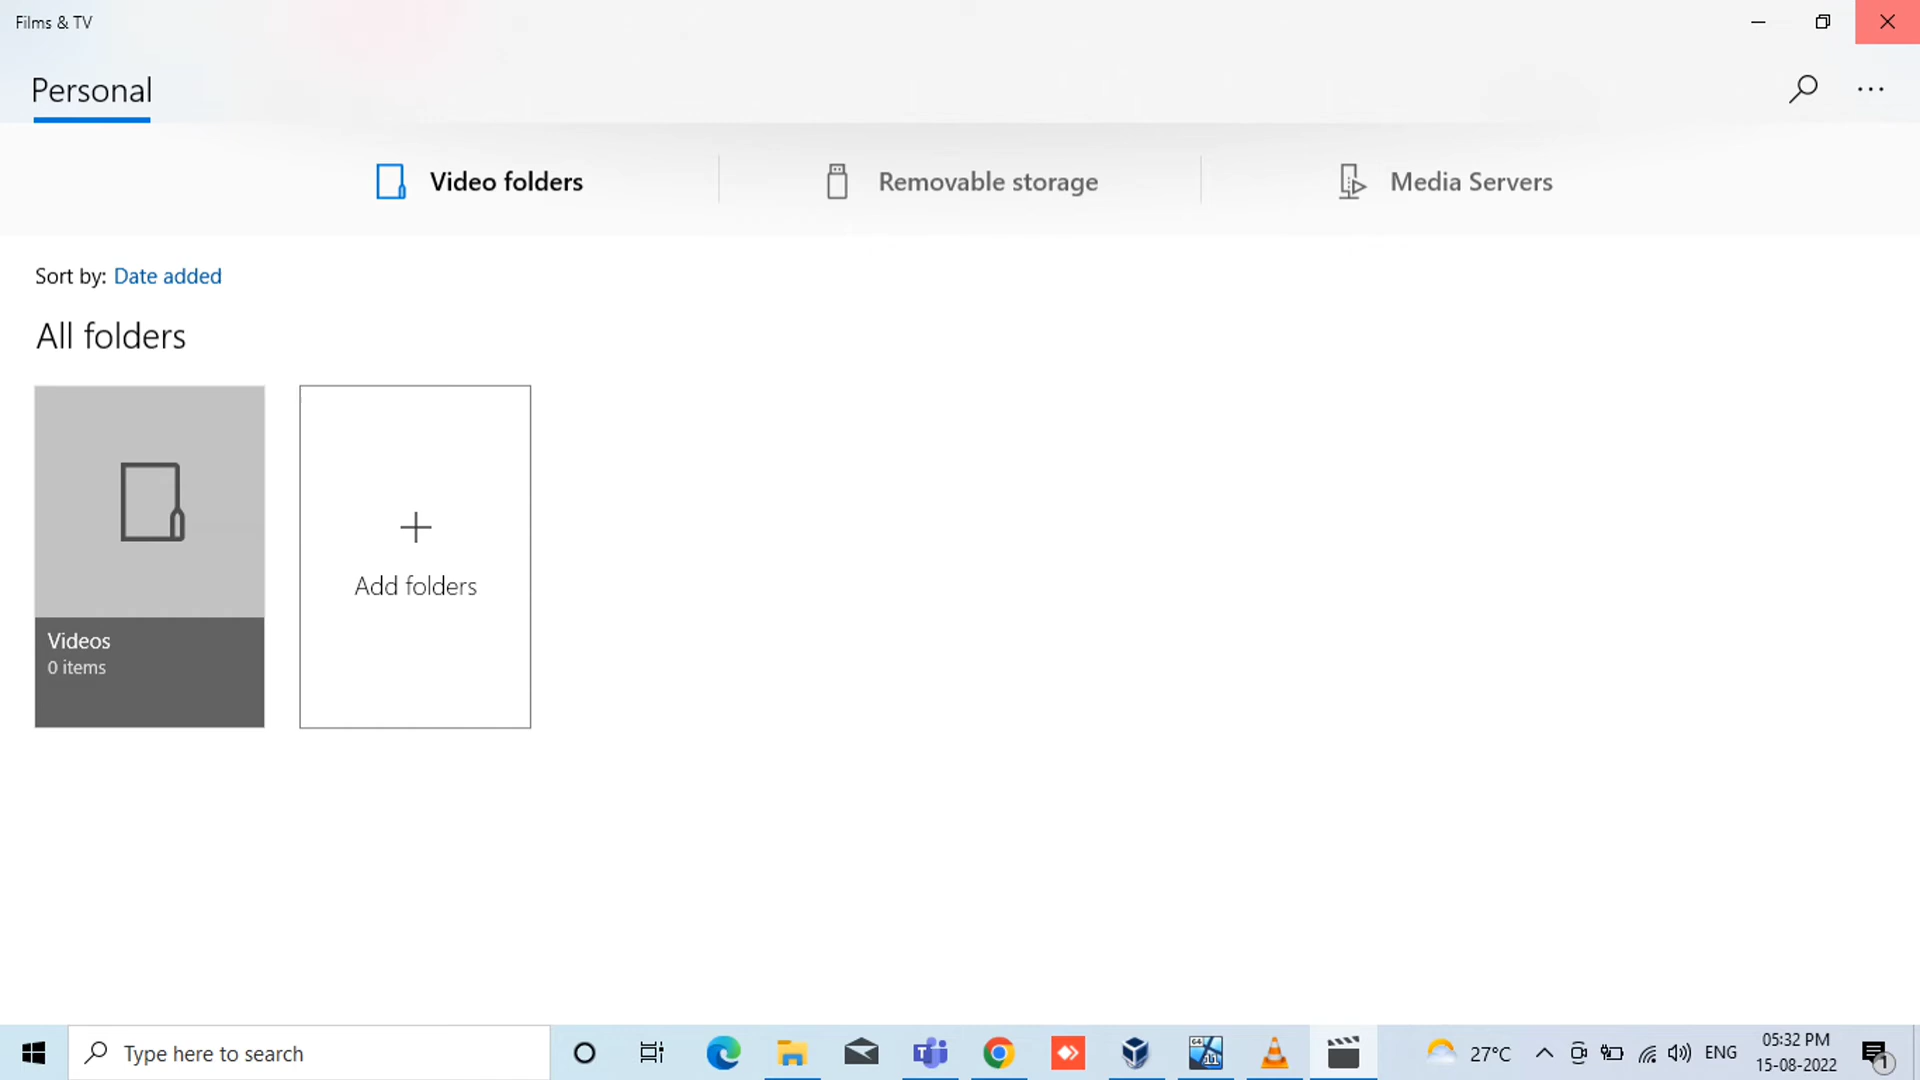 Films & TV
Personal
Video folders
Removable storage
Media Servers
Sort by: Date added
All folders
Videos
0 items
Add folders
Type here to search
27°C
ENG
05:32 PM
15-08-2022
1